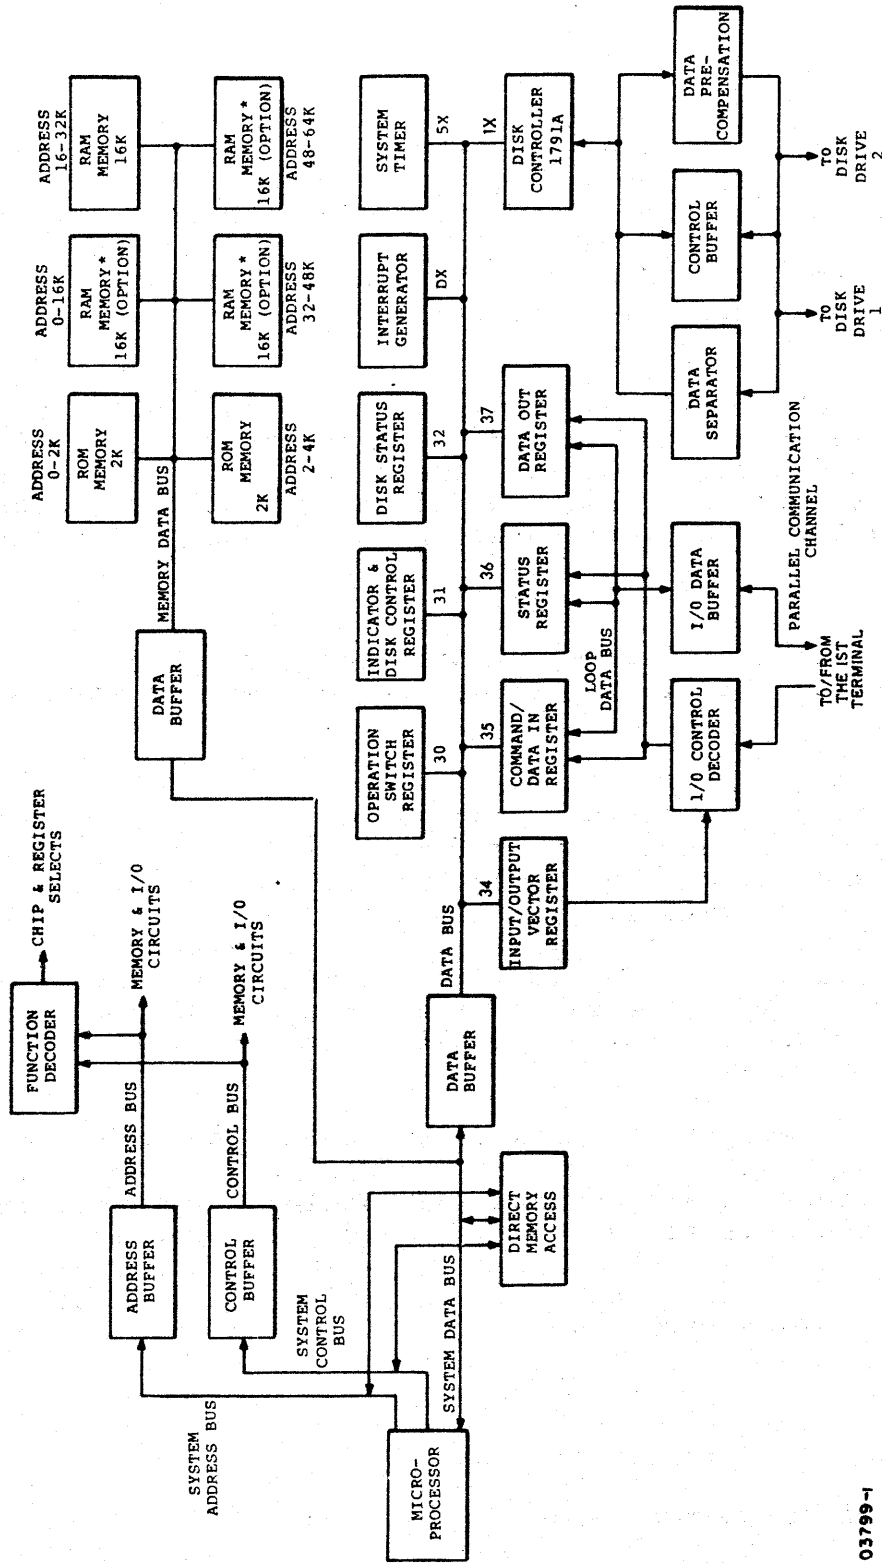 FUNCTION
DECODER
CHIP & REGISTER
SELECTS
MEMORY & I/O
CIRCUITS
MEMORY & I/O
CIRCUITS
ADDRESS BUS
CONTROL BUS
ADDRESS
BUFFER
CONTROL
BUFFER
SYSTEM
ADDRESS BUS
SYSTEM
CONTROL
BUS
MICRO-
PROCESSOR
SYSTEM DATA BUS
DIRECT
MEMORY
ACCESS
DATA
BUFFER
MEMORY DATA BUS
ADDRESS
0-2K
ROM
MEMORY
2K
ADDRESS
0-16K
RAM
MEMORY*
16K (OPTION)
ADDRESS
16-32K
RAM
MEMORY
16K
ROM
MEMORY
2K
ADDRESS
2-4K
RAM
MEMORY*
16K (OPTION)
ADDRESS
32-48K
RAM
MEMORY*
16K (OPTION)
ADDRESS
48-64K
DATA
BUFFER
DATA BUS
OPERATION
SWITCH
REGISTER
30
INDICATOR &
DISK CONTROL
REGISTER
31
DISK STATUS
REGISTER
32
INTERRUPT
GENERATOR
DX
SYSTEM
TIMER
5X
34
INPUT/OUTPUT
VECTOR
REGISTER
35
COMMAND/
DATA IN
REGISTER
36
STATUS
REGISTER
37
DATA OUT
REGISTER
1X
DISK
CONTROLLER
1791A
LOOP
DATA BUS
I/O CONTROL
DECODER
I/O DATA
BUFFER
DATA
SEPARATOR
CONTROL
BUFFER
DATA
PRE-
COMPENSATION
PARALLEL COMMUNICATION
CHANNEL
TO/FROM
THE IST
TERMINAL
TO
DISK
DRIVE
1
TO
DISK
DRIVE
2
03799-1